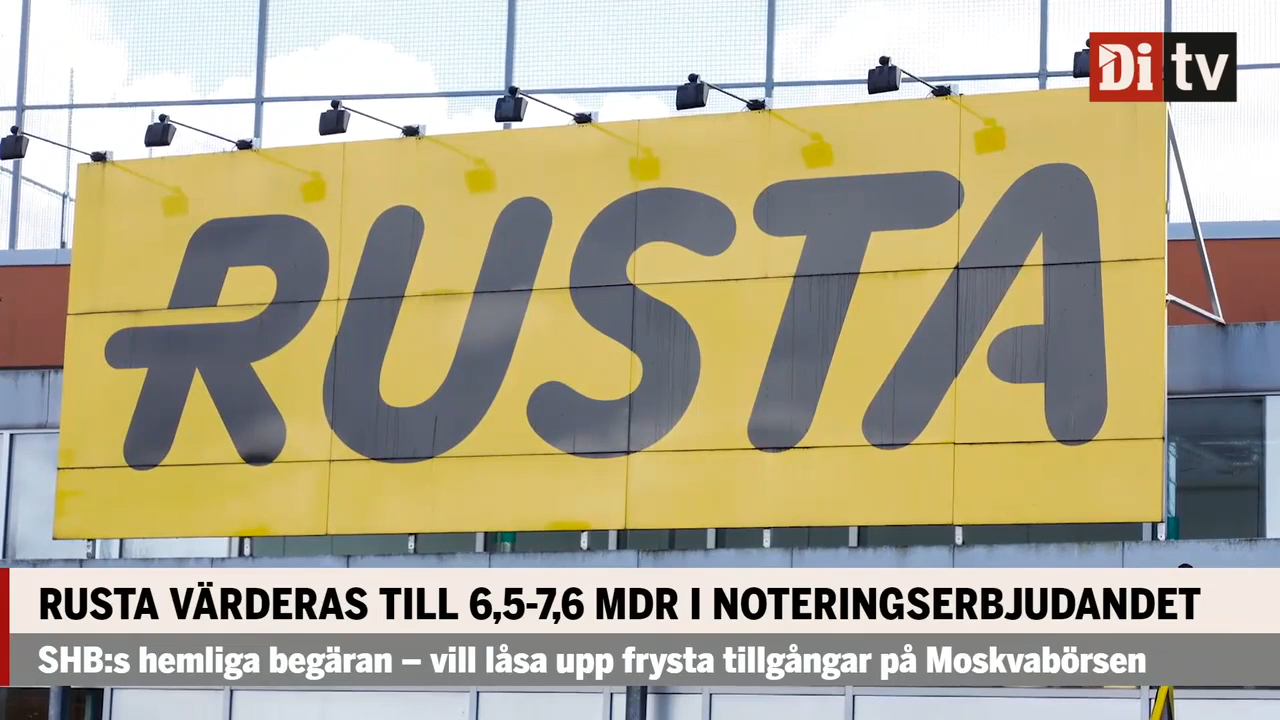 Di tv
RUSTA
RUSTA VÄRDERAS TILL 6,5-7,6 MDR I NOTERINGSERBJUDANDET
SHB:s hemliga begäran – vill låsa upp frysta tillgångar på Moskvabörsen